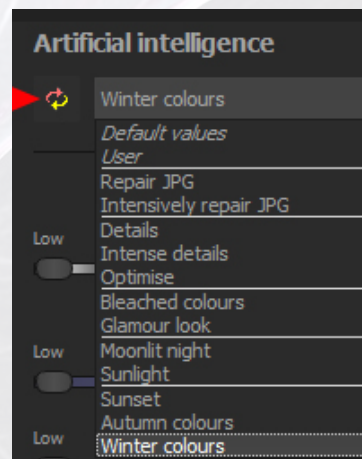 Artificial intelligence
Winter colours
Default values
User
Repair JPG
Intensively repair JPG
Low
Details
Intense details
Optimise
Bleached colours
Glamour look
Low
Moonlit night
Sunlight
Sunset
Autumn colours
Low
Winter colours